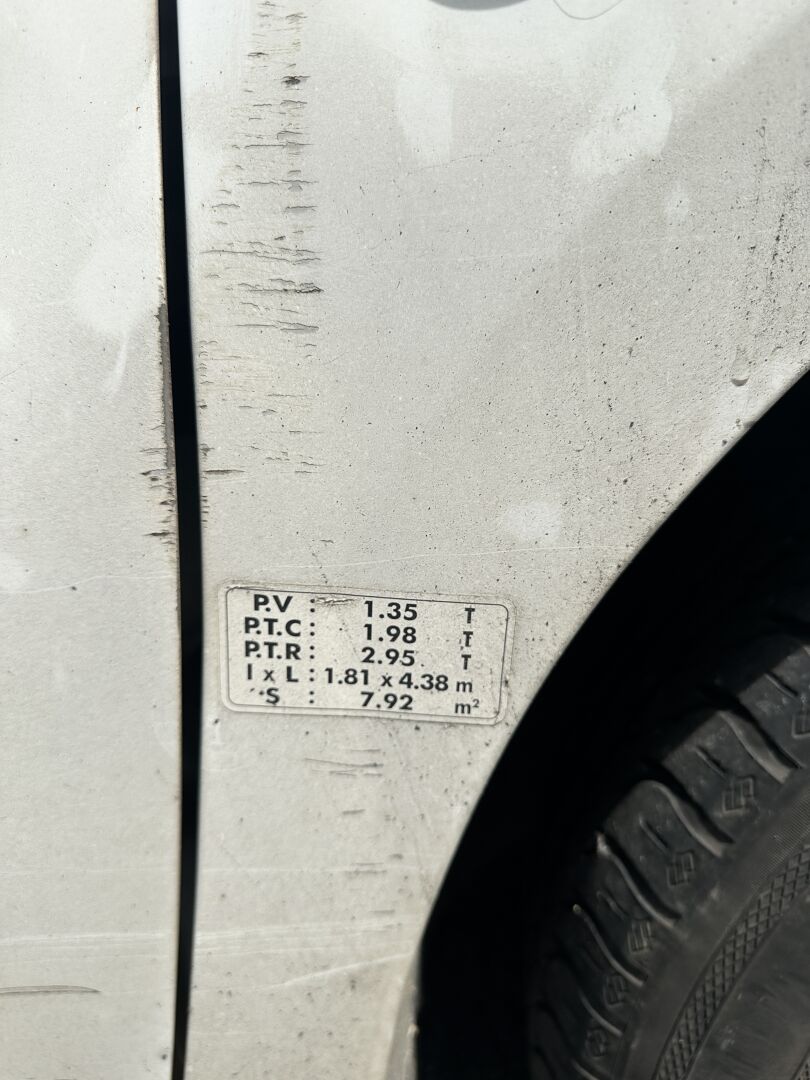 P.V : 1.35 T
P.T.C : 1.98 T
P.T.R : 2.95 T
l x L : 1.81 x 4.38 m
S : 7.92 m²